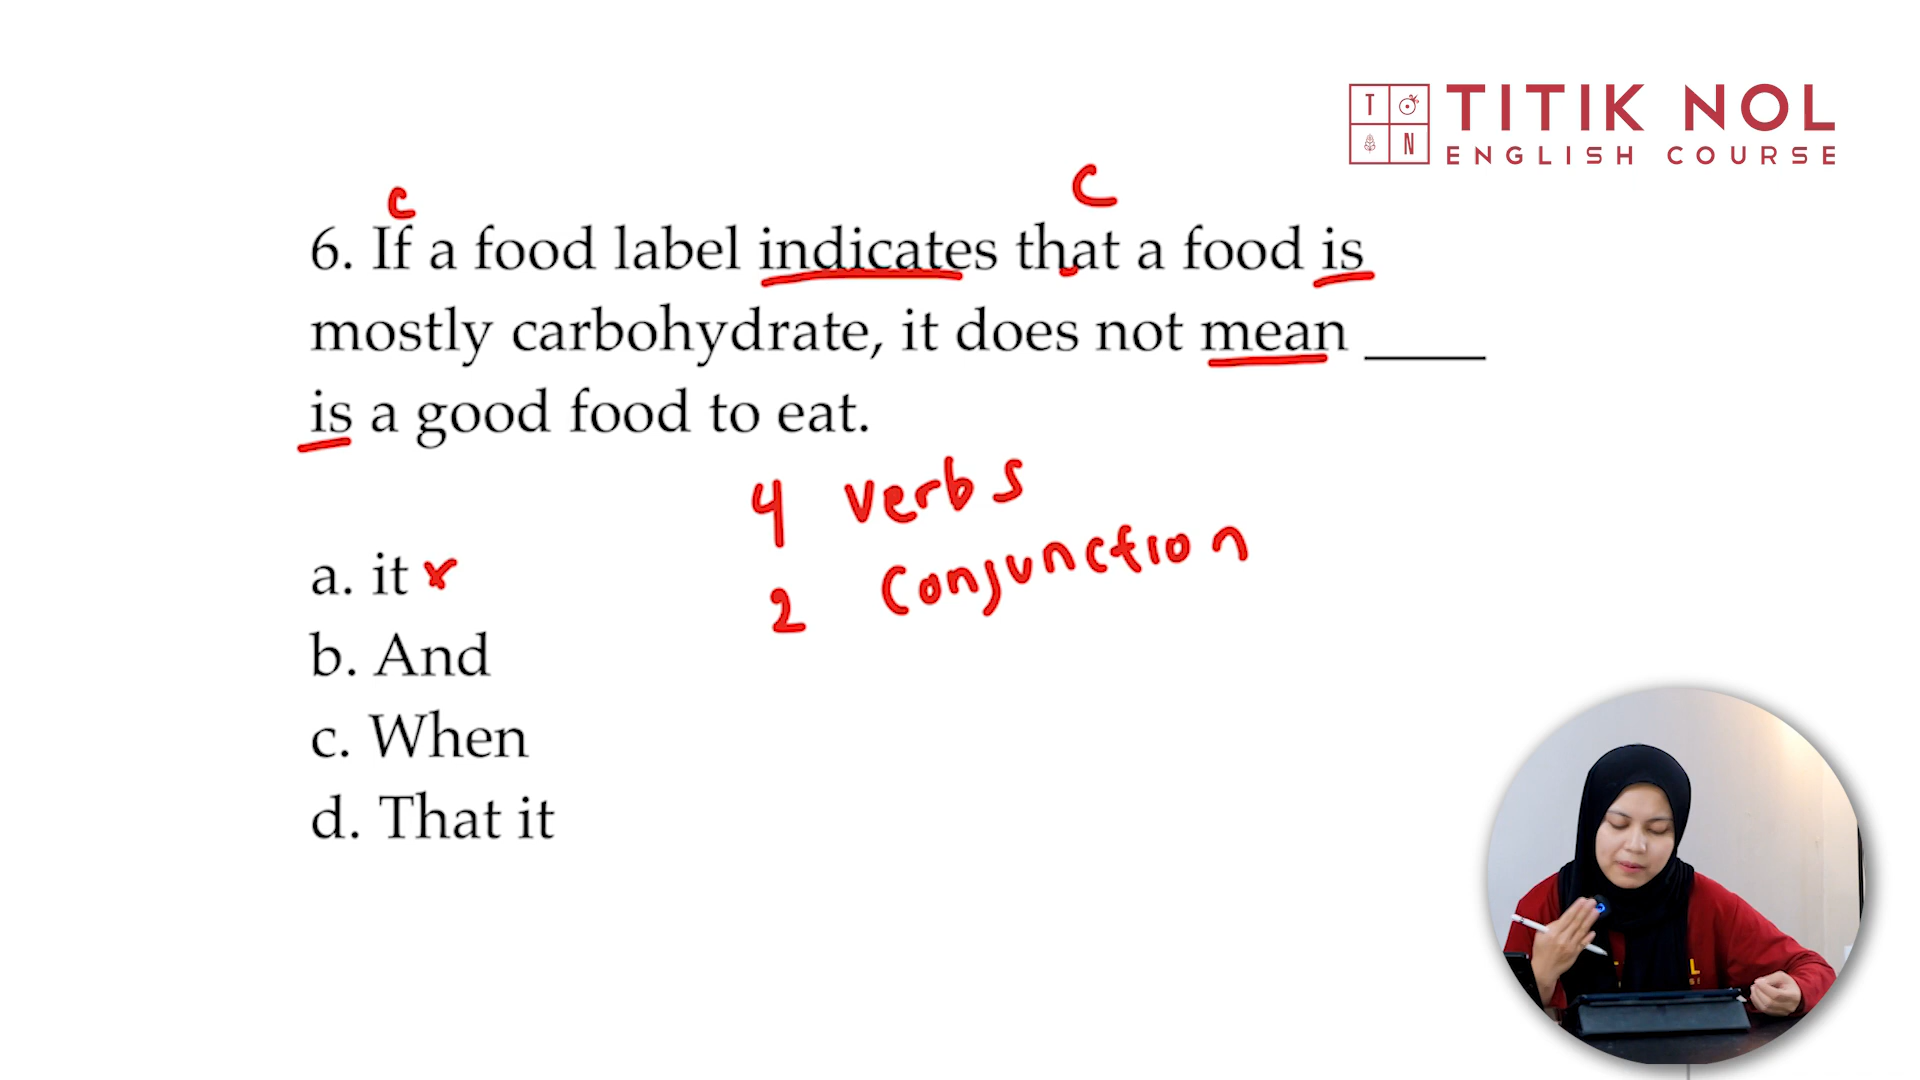 T
N
TITIK NOL
ENGLISH COURSE
c
C
6. If a food label indicates that a food is
mostly carbohydrate, it does not mean ____
is a good food to eat.
4 verbs
2 conjunction
a. it x
b. And
c. When
d. That it